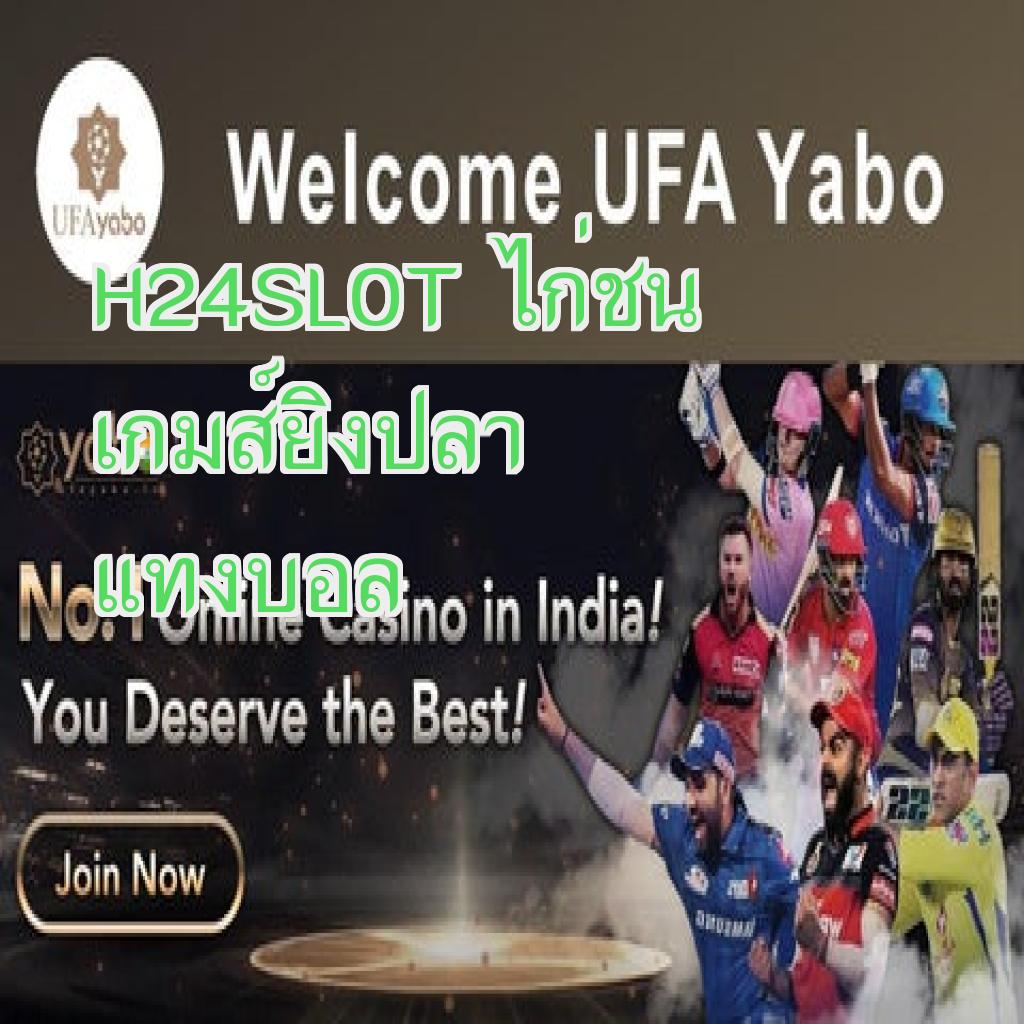 Welcome UFA Yabo
UFAyabo
H24SLOT ไก่ชน
เกมส์ยิงปลา
แทงบอล
No.1 Online Casino in India!
You Deserve the Best!
Join Now
22